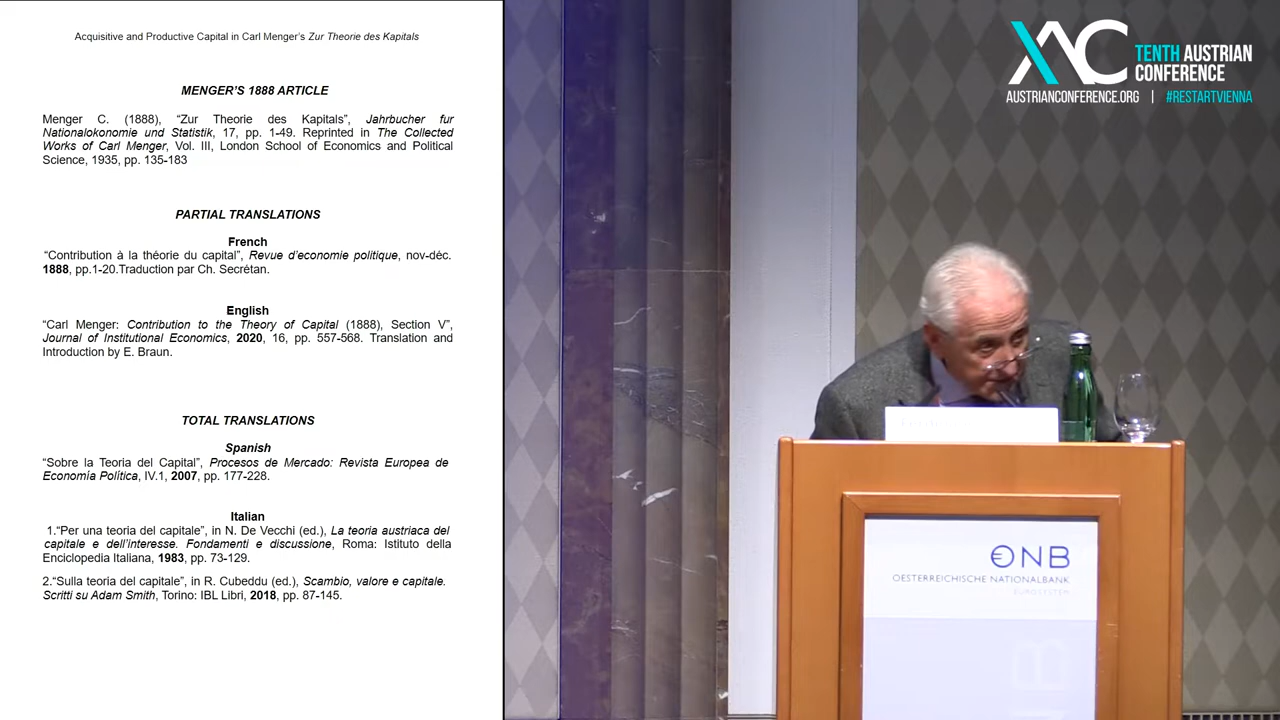 Acquisitive and Productive Capital in Carl Menger's Zur Theorie des Kapitals
MENGER'S 1888 ARTICLE
Menger C. (1888), “Zur Theorie des Kapitals”, Jahrbucher fur
Nationalokonomie und Statistik, 17, pp. 1-49. Reprinted in The Collected
Works of Carl Menger, Vol. III, London School of Economics and Political
Science, 1935, pp. 135-183
PARTIAL TRANSLATIONS
French
“Contribution à la théorie du capital”, Revue d’economie politique, nov-déc.
1888, pp.1-20.Traduction par Ch. Secrétan.
English
“Carl Menger: Contribution to the Theory of Capital (1888), Section V”,
Journal of Institutional Economics, 2020, 16, pp. 557-568. Translation and
Introduction by E. Braun.
TOTAL TRANSLATIONS
Spanish
“Sobre la Teoria del Capital”, Procesos de Mercado: Revista Europea de
Economía Política, IV.1, 2007, pp. 177-228.
Italian
1.“Per una teoria del capitale”, in N. De Vecchi (ed.), La teoria austriaca del
capitale e dell’interesse. Fondamenti e discussione, Roma: Istituto della
Enciclopedia Italiana, 1983, pp. 73-129.
2.“Sulla teoria del capitale”, in R. Cubeddu (ed.), Scambio, valore e capitale.
Scritti su Adam Smith, Torino: IBL Libri, 2018, pp. 87-145.
XAC
TENTH AUSTRIAN
CONFERENCE
AUSTRIANCONFERENCE.ORG | #RESTARTVIENNA
ONB
OESTERREICHISCHE NATIONALBANK
EUROSYSTEM